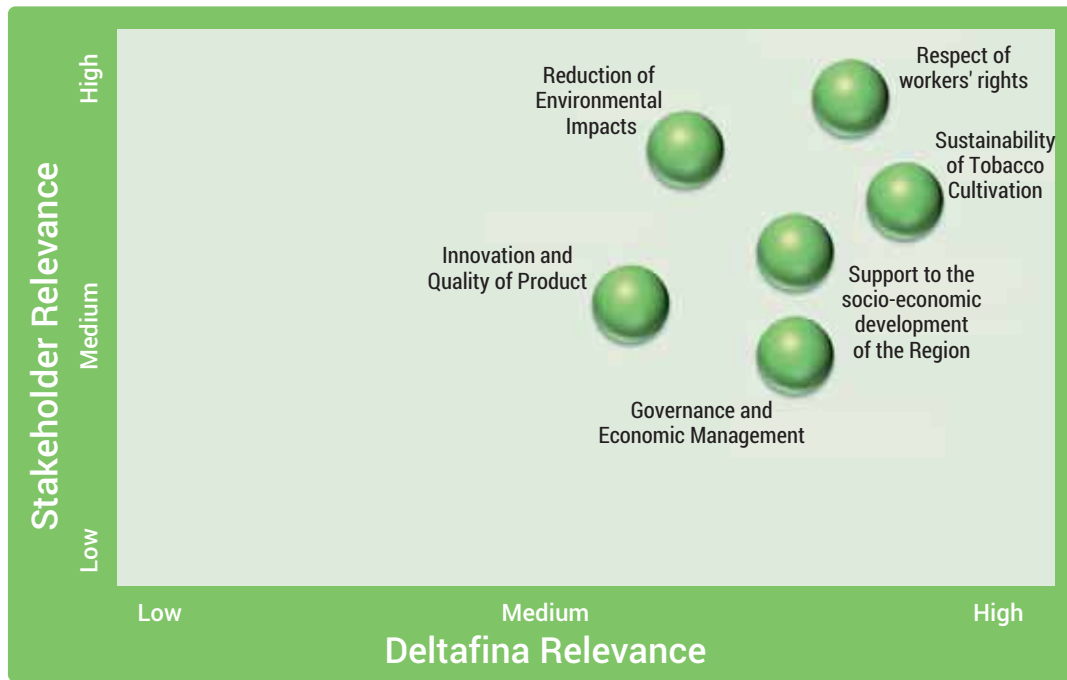 Stakeholder Relevance
High
Medium
Low
Reduction of
Environmental
Impacts
Respect of
workers' rights
Sustainability
of Tobacco
Cultivation
Innovation and
Quality of Product
Support to the
socio-economic
development
of the Region
Governance and
Economic Management
Low
Medium
High
Deltafina Relevance